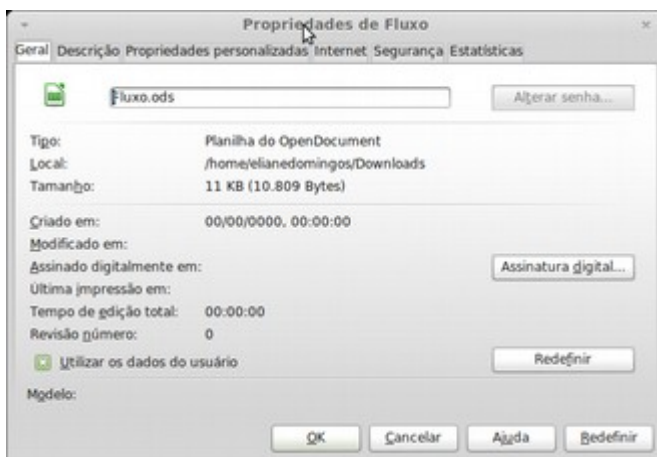 Propriedades de Fluxo
Geral Descrição Propriedades personalizadas Internet Segurança Estatísticas
Fluxo.ods Alterar senha...
Tipo: Planilha do OpenDocument
Local: /home/elianedomingos/Downloads
Tamanho: 11 KB (10.809 Bytes)
Criado em: 00/00/0000, 00:00:00
Modificado em:
Assinado digitalmente em: Assinatura digital...
Última impressão em:
Tempo de edição total: 00:00:00
Revisão número: 0
Utilizar os dados do usuário Redefinir
Modelo:
OK Cancelar Ajuda Redefinir